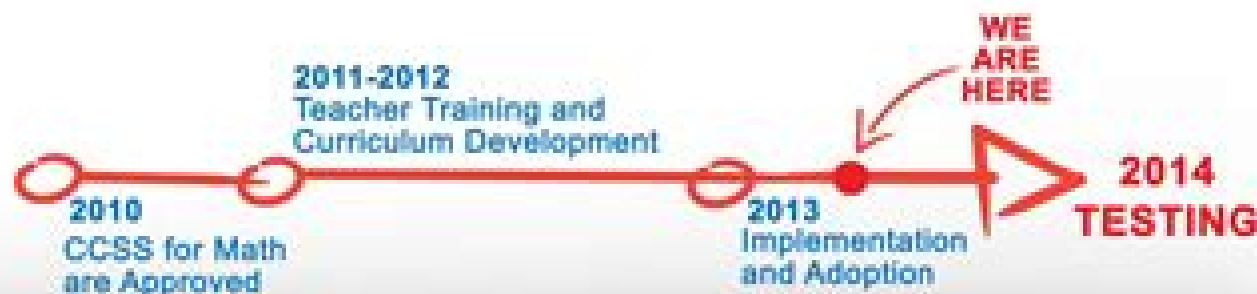 WE
ARE
HERE
2011-2012
Teacher Training and
Curriculum Development
2010
CCSS for Math
are Approved
2013
Implementation
and Adoption
2014
TESTING